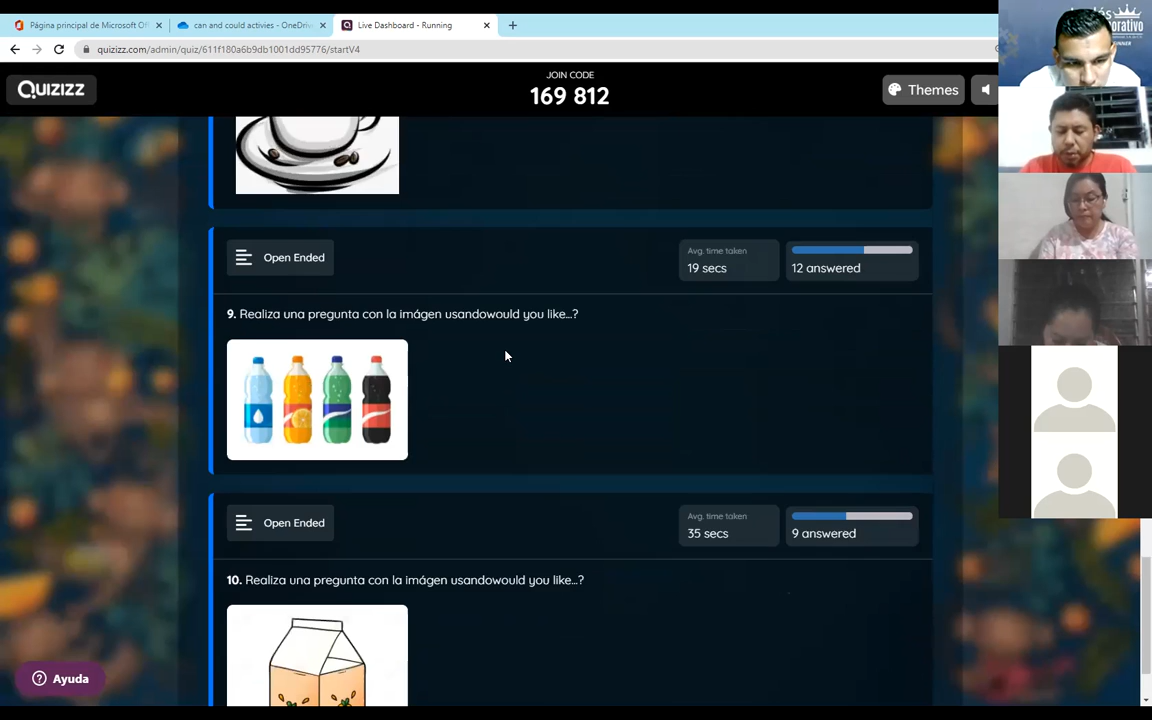 Página principal de Microsoft Of
can and could activies - OneDriv
Live Dashboard - Running
quizizz.com/admin/quiz/611f180a6b9db1001dd95776/startV4
Quizizz
JOIN CODE
169 812
Themes
Open Ended
Avg. time taken
19 secs
12 answered
9. Realiza una pregunta con la imágen usandowould you like...?
Open Ended
Avg. time taken
35 secs
9 answered
10. Realiza una pregunta con la imágen usandowould you like...?
Ayuda